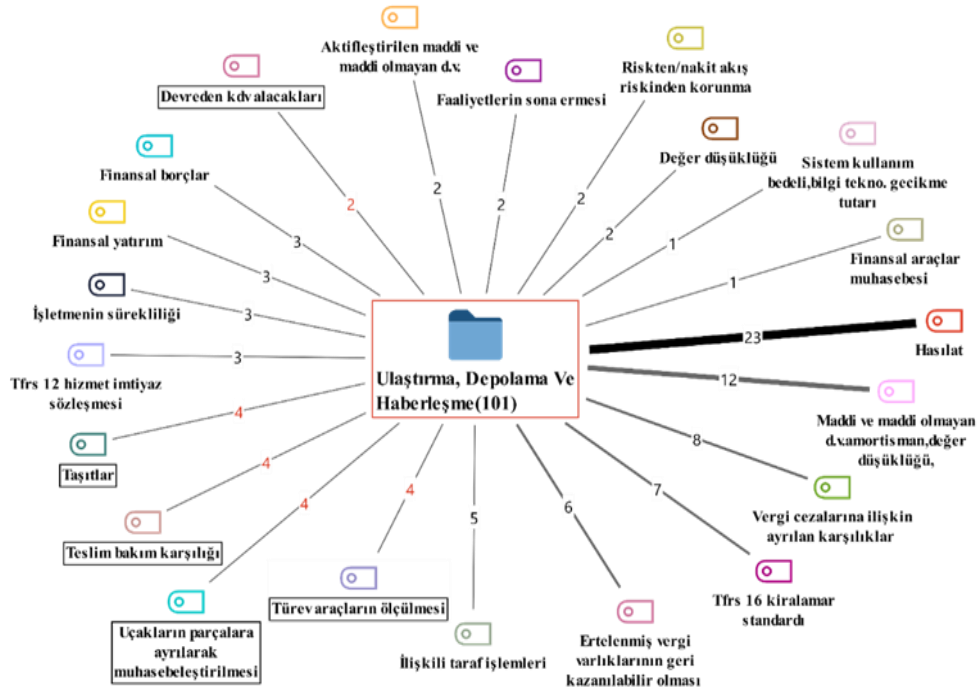 Aktifleştirilen maddi ve
maddi olmayan d.v.
Devreden kdv alacakları
Faaliyetlerin sona ermesi
Riskten/nakit akış
riskinden korunma
Değer düşüklüğü
Sistem kullanım
bedeli,bilgi tekno. gecikme
tutarı
Finansal borçlar
Finansal yatırım
Finansal araçlar
muhasebesi
İşletmenin sürekliliği
Hasılat
Tfrs 12 hizmet imtiyaz
sözleşmesi
Ulaştırma, Depolama Ve
Haberleşme(101)
Maddi ve maddi olmayan
d.v.amortisman,değer
düşüklüğü,
Taşıtlar
Vergi cezalarına ilişkin
ayrılan karşılıklar
Teslim bakım karşılığı
Tfrs 16 kiralamar
standardı
Türev araçların ölçülmesi
Uçakların parçalara
ayrılarak
muhasebeleştirilmesi
İlişkili taraf işlemleri
Ertelenmiş vergi
varlıklarının geri
kazanılabilir olması
2
2
2
2
2
1
1
23
12
8
7
6
5
4
4
4
4
3
3
3
3